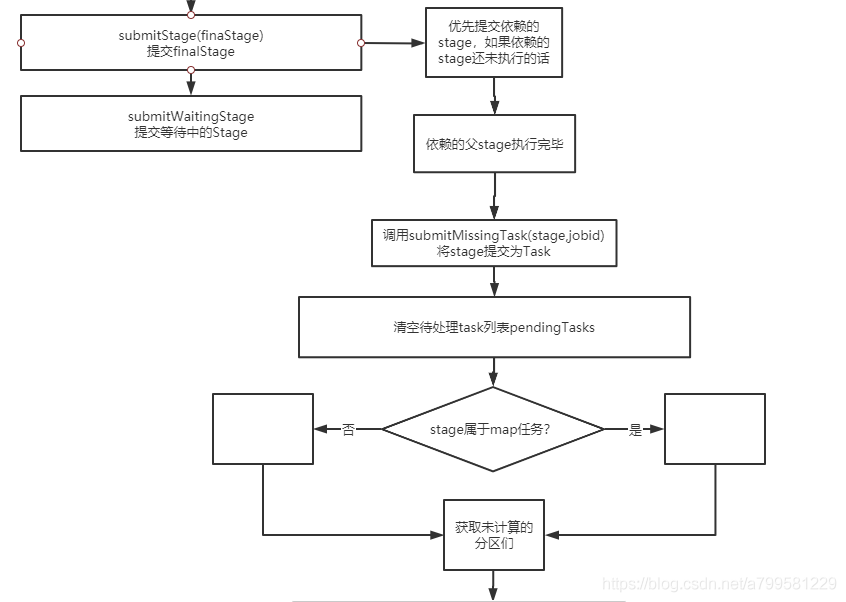 submitStage(finaStage)
提交finalStage
submitWaitingStage
提交等待中的Stage
优先提交依赖的
stage，如果依赖的
stage还未执行的话
依赖的父stage执行完毕
调用submitMissingTask(stage,jobid)
将stage提交为Task
清空待处理task列表pendingTasks
否
stage属于map任务？
是
获取未计算的
分区们
https://blog.csdn.net/a799581229